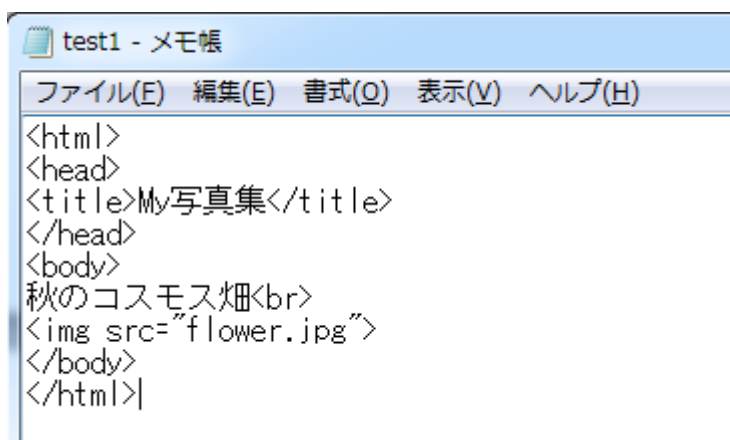 test1 - メモ帳
ファイル(F) 編集(E) 書式(O) 表示(V) ヘルプ(H)
<html>
<head>
<title>My写真集</title>
</head>
<body>
秋のコスモス畑<br>
<img src="flower.jpg">
</body>
</html>